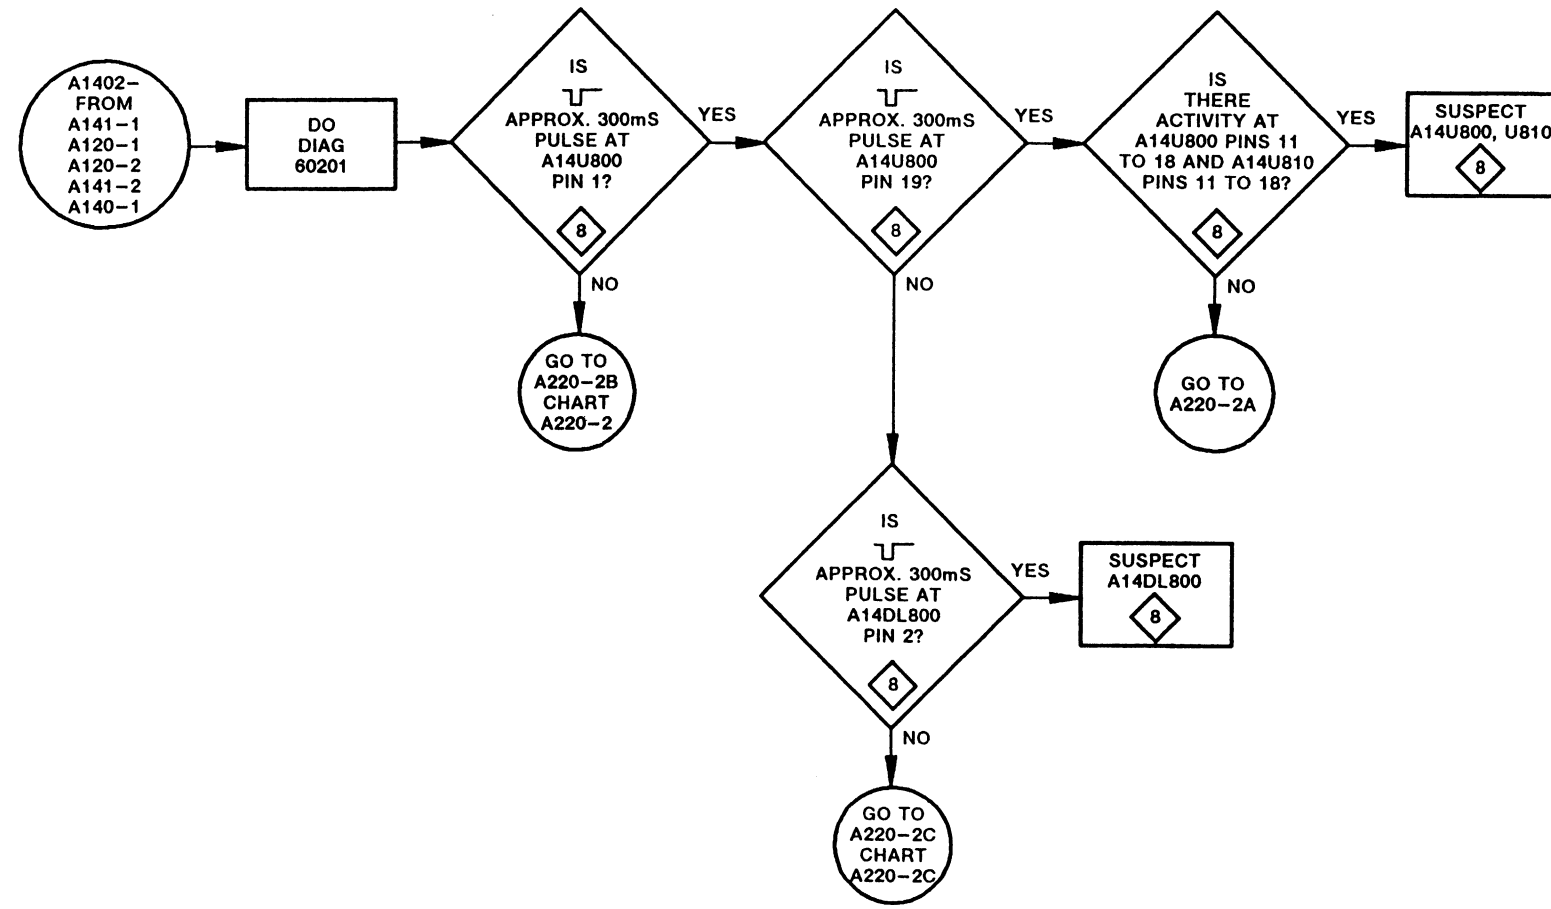 A1402-
FROM
A141-1
A120-1
A120-2
A141-2
A140-1
DO
DIAG
60201
IS
APPROX. 300mS
PULSE AT
A14U800
PIN 1?
8
YES
NO
GO TO
A220-2B
CHART
A220-2
IS
APPROX. 300mS
PULSE AT
A14U800
PIN 19?
8
YES
NO
IS
THERE
ACTIVITY AT
A14U800 PINS 11
TO 18 AND A14U810
PINS 11 TO 18?
8
YES
NO
SUSPECT
A14U800, U810
8
GO TO
A220-2A
IS
APPROX. 300mS
PULSE AT
A14DL800
PIN 2?
8
YES
NO
SUSPECT
A14DL800
8
GO TO
A220-2C
CHART
A220-2C